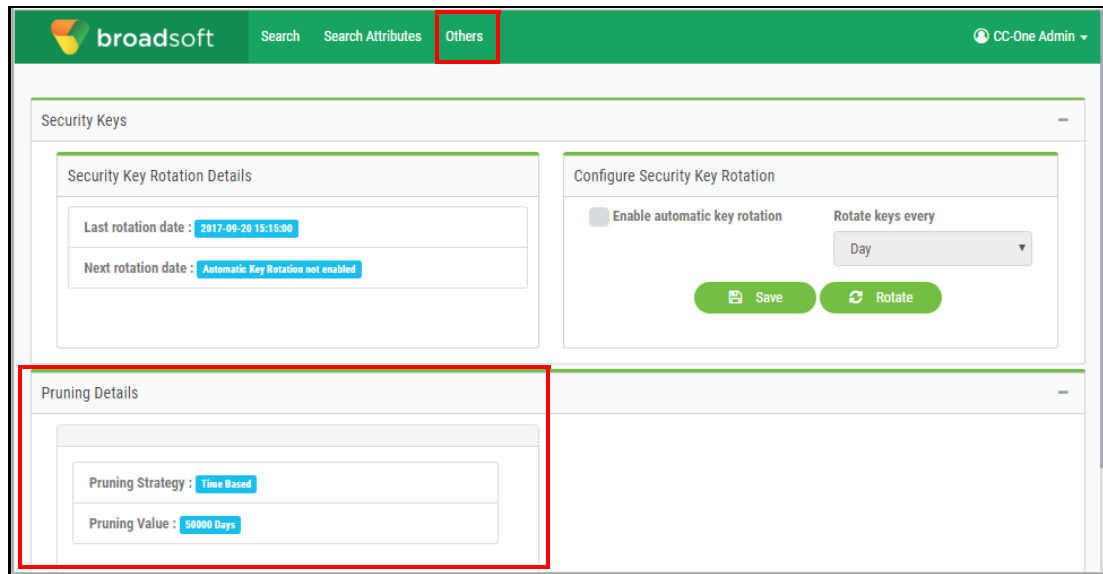 broadsoft Search Search Attributes Others CC-One Admin
Security Keys
Security Key Rotation Details
Last rotation date : 2017-09-20 15:15:00
Next rotation date : Automatic Key Rotation not enabled
Configure Security Key Rotation
Enable automatic key rotation Rotate keys every
Day
Save Rotate
Pruning Details
Pruning Strategy : Time Based
Pruning Value : 50000 Days